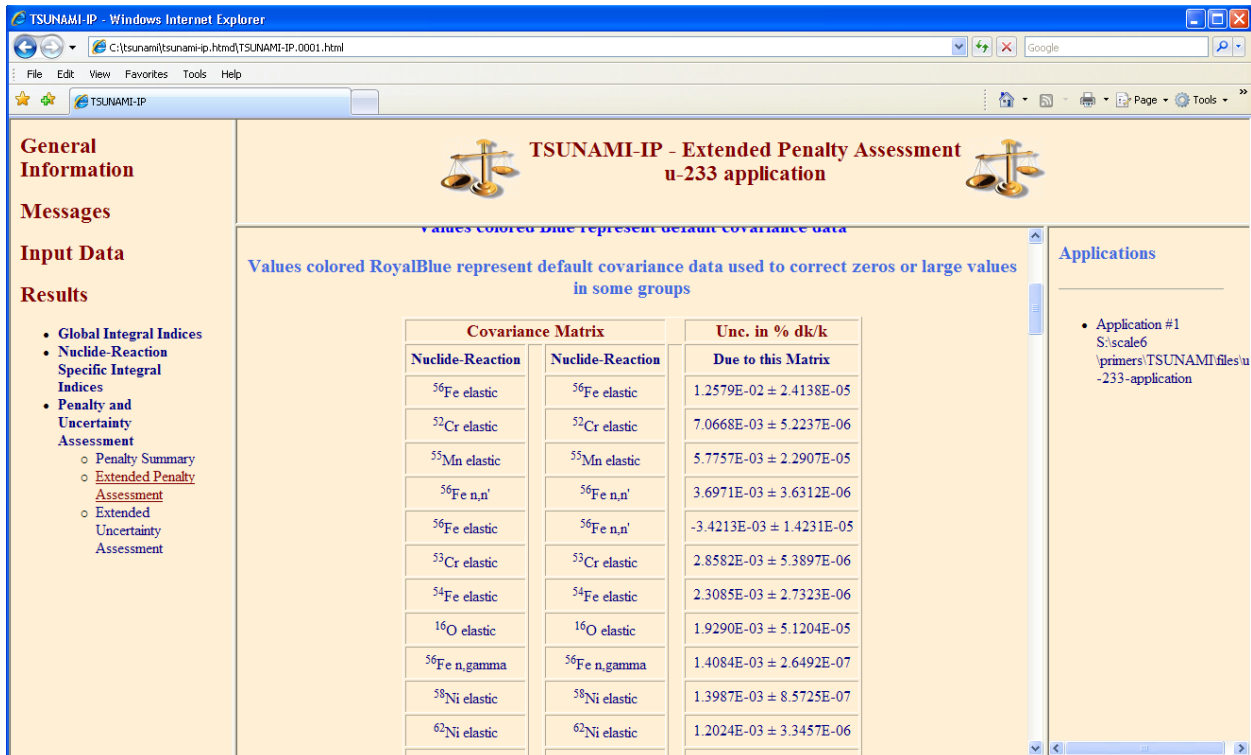 TSUNAMI-IP - Windows Internet Explorer
C:\tsunami\tsunami-ip.htmd\TSUNAMI-IP.0001.html
Google
File Edit View Favorites Tools Help
TSUNAMI-IP
Page Tools
General
Information
Messages
Input Data
Results
• Global Integral Indices
• Nuclide-Reaction
Specific Integral
Indices
• Penalty and
Uncertainty
Assessment
○ Penalty Summary
○ Extended Penalty
Assessment
○ Extended
Uncertainty
Assessment
TSUNAMI-IP - Extended Penalty Assessment
u-233 application
Values colored Blue represent default covariance data
Values colored RoyalBlue represent default covariance data used to correct zeros or large values
in some groups
Covariance Matrix Unc. in % dk/k
Nuclide-Reaction Nuclide-Reaction Due to this Matrix
⁵⁶Fe elastic ⁵⁶Fe elastic 1.2579E-02 ± 2.4138E-05
⁵²Cr elastic ⁵²Cr elastic 7.0668E-03 ± 5.2237E-06
⁵⁵Mn elastic ⁵⁵Mn elastic 5.7757E-03 ± 2.2907E-05
⁵⁶Fe n,n' ⁵⁶Fe n,n' 3.6971E-03 ± 3.6312E-06
⁵⁶Fe elastic ⁵⁶Fe n,n' -3.4213E-03 ± 1.4231E-05
⁵³Cr elastic ⁵³Cr elastic 2.8582E-03 ± 5.3897E-06
⁵⁴Fe elastic ⁵⁴Fe elastic 2.3085E-03 ± 2.7323E-06
¹⁶O elastic ¹⁶O elastic 1.9290E-03 ± 5.1204E-05
⁵⁶Fe n,gamma ⁵⁶Fe n,gamma 1.4084E-03 ± 2.6492E-07
⁵⁸Ni elastic ⁵⁸Ni elastic 1.3987E-03 ± 8.5725E-07
⁶²Ni elastic ⁶²Ni elastic 1.2024E-03 ± 3.3457E-06
Applications
• Application #1
S:\scale6
\primers\TSUNAMI\files\u
-233-application